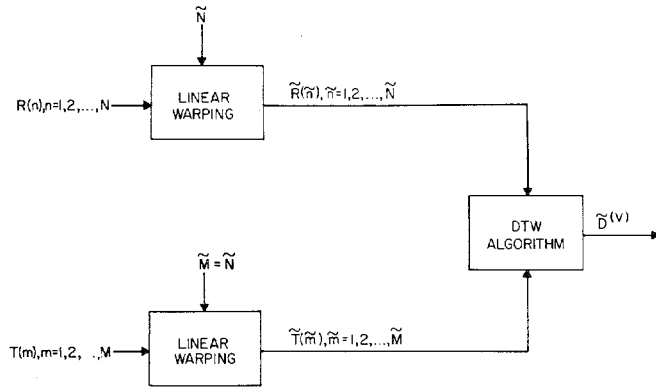 Ñ
R(n),n=1,2,...,N
LINEAR
WARPING
R̃(ñ),ñ=1,2,...,Ñ
DTW
ALGORITHM
D̃(V)
M̃=Ñ
T(m),m=1,2,...,M
LINEAR
WARPING
T̃(m̃),m̃=1,2,...,M̃